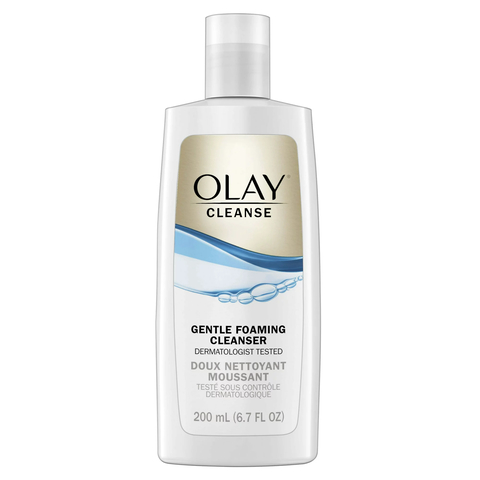 OLAY
CLEANSE
GENTLE FOAMING
CLEANSER
DERMATOLOGIST TESTED
DOUX NETTOYANT
MOUSSANT
TESTÉ SOUS CONTRÔLE
DERMATOLOGIQUE
200 mL (6.7 FL OZ)